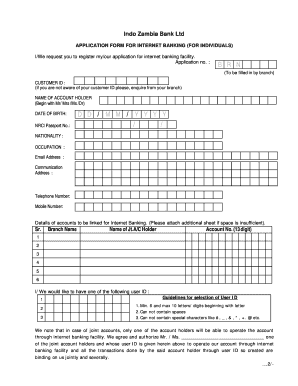 Indo Zambia Bank Ltd
APPLICATION FORM FOR INTERNET BANKING (FOR INDIVIDUALS)
I/We request you to register my/our application for internet banking facility.
Application no. : E R N
(To be filled in by branch)
CUSTOMER ID :
(If you are not aware of your customer ID please, enquire from your branch)
NAME OF ACCOUNT HOLDER
(Begin with Mr/ Mrs /Ms /Dr)
DATE OF BIRTH: D D / M M / Y Y Y Y
NRC/ Passport No.:
NATIONALITY :
OCCUPATION :
Email Address :
Communication
Address :
Telephone Number:
Mobile Number:
Details of accounts to be linked for Internet Banking. (Please attach additional sheet if space is insufficient).
Sr. Branch Name Name of Jt. A/C Holder Account No. (13 digit)
1
2
3
4
5
6
I/ We would like to have one of the following user ID :
Guidelines for selection of User ID
1 1. Min. 6 and max 10 letters/ digits beginning with letter
2 2. Can not contain spaces
3 3. Can not contain special characters like
We note that in case of joint accounts, only one of the account holders will be able to operate the account
through internet banking facility. We agree and authorize Mr. / Ms. one
of the joint account holders and whose user ID is given herein above to operate our account through internet
banking facility and all the transactions done by the said account holder through user ID so created are
binding on us jointly and severally.
...2/-